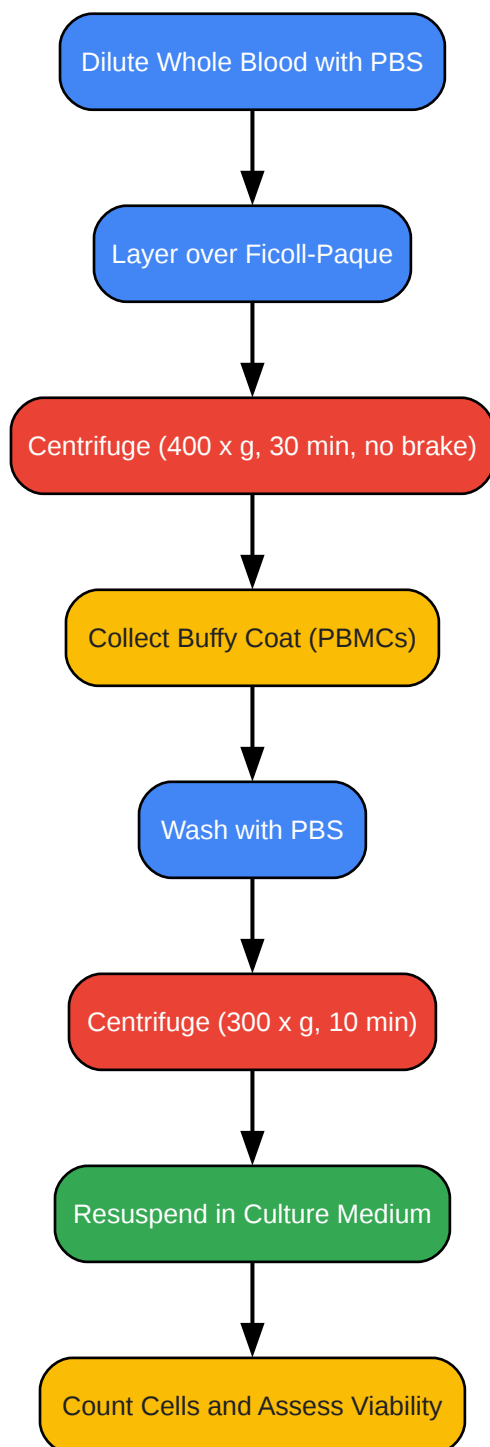 Dilute Whole Blood with PBS
Layer over Ficoll-Paque
Centrifuge (400 x g, 30 min, no brake)
Collect Buffy Coat (PBMCs)
Wash with PBS
Centrifuge (300 x g, 10 min)
Resuspend in Culture Medium
Count Cells and Assess Viability